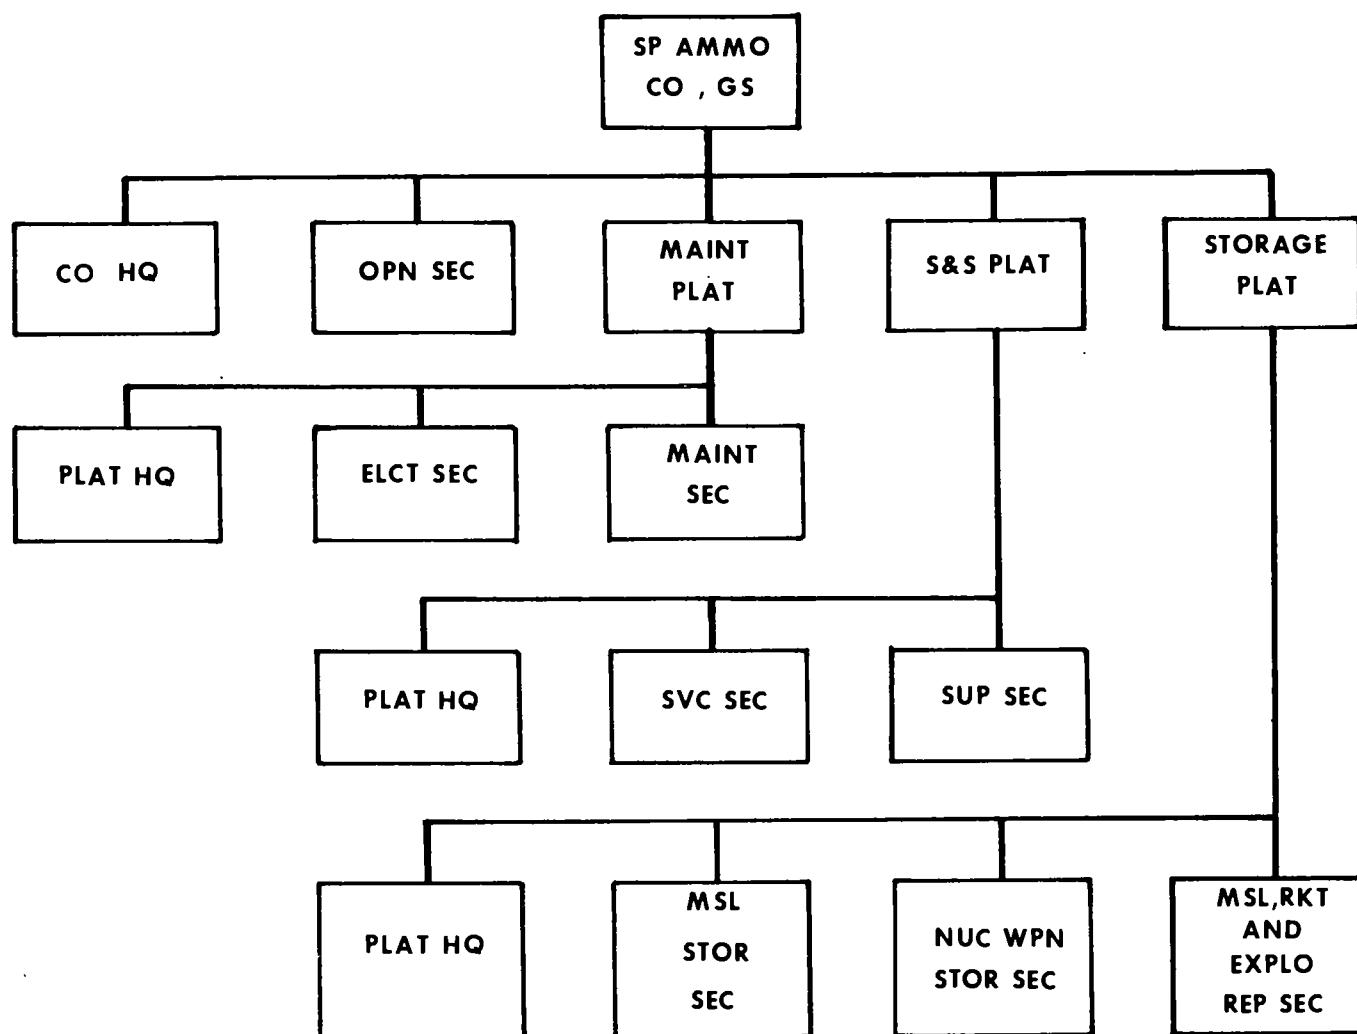 SP AMMO
CO , GS
CO HQ
OPN SEC
MAINT
PLAT
S&S PLAT
STORAGE
PLAT
PLAT HQ
ELCT SEC
MAINT
SEC
PLAT HQ
SVC SEC
SUP SEC
PLAT HQ
MSL
STOR
SEC
NUC WPN
STOR SEC
MSL,RKT
AND
EXPLO
REP SEC